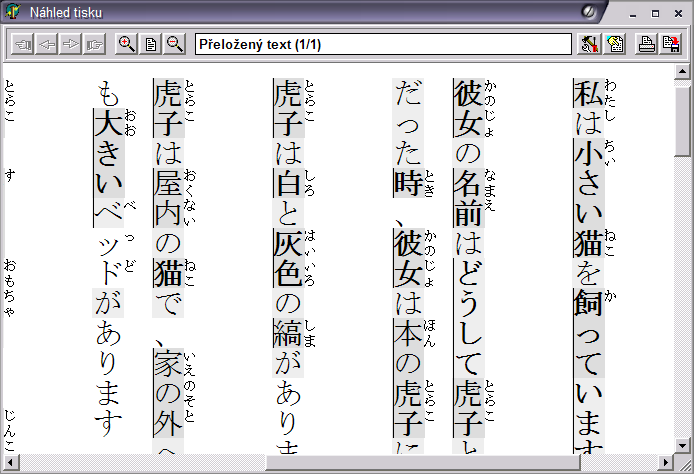 Náhled tisku
Přeložený text (1/1)
わたし ちい ねこ か
私は小さい猫を飼っています
かのじょ なまえ とらこ
彼女の名前はどうして虎子と
とき かのじょ ほん とらこ
だった時、彼女は本の虎子に
とらこ しろ はいいろ しま
虎子は白と灰色の縞がありま
とらこ おくない ねこ いえのそと
虎子は屋内の猫で、家の外へ
おお べっど
も大きいベッドがあります
とらこ す おもちゃ じんこ